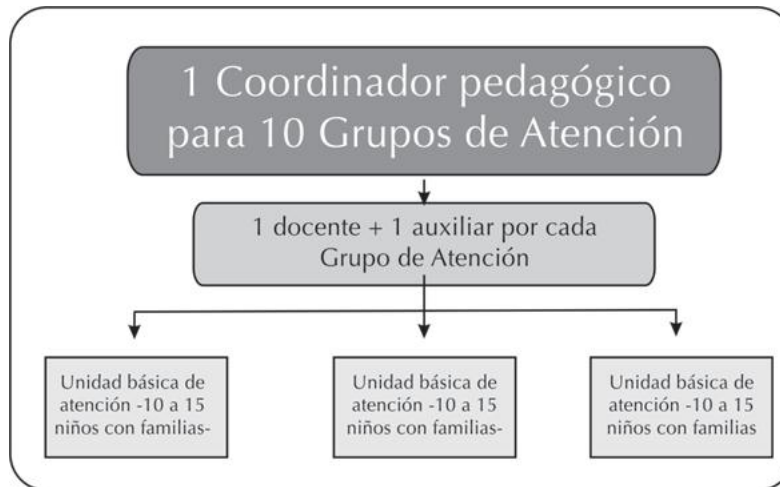 1 Coordinador pedagógico
para 10 Grupos de Atención
1 docente + 1 auxiliar por cada
Grupo de Atención
Unidad básica de
atención -10 a 15
niños con familias-
Unidad básica de
atención -10 a 15
niños con familias-
Unidad básica de
atención -10 a 15
niños con familias